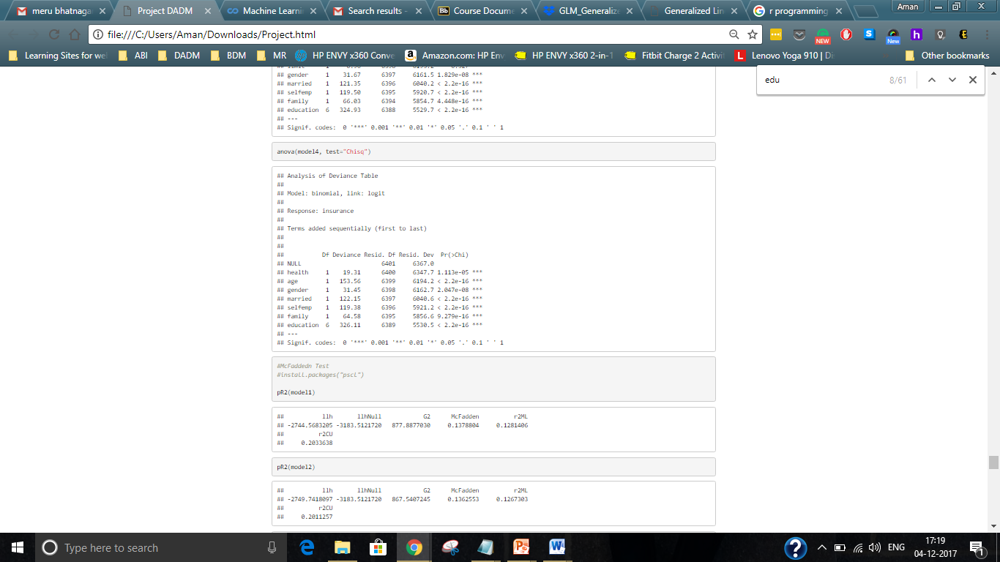 meru bhatnaga
Project DADM
Machine Learni
Search results -
Bb Course Docume
GLM_Generalize
Generalized Lin
r programming
Aman
file:///C:/Users/Aman/Downloads/Project.html
NEW
New
Learning Sites for we
ABI
DADM
BDM
MR
HP ENVY x360 Conve
Amazon.com: HP Env
HP ENVY x360 2-in-1
Fitbit Charge 2 Activi
L Lenovo Yoga 910 | Di
Other bookmarks
edu 8/61
## gender 1 31.67 6397 6161.5 1.829e-08 ***
## married 1 121.35 6396 6040.2 < 2.2e-16 ***
## selfemp 1 119.50 6395 5920.7 < 2.2e-16 ***
## family 1 66.03 6394 5854.7 4.448e-16 ***
## education 6 324.93 6388 5529.7 < 2.2e-16 ***
## ---
## Signif. codes: 0 '***' 0.001 '**' 0.01 '*' 0.05 '.' 0.1 ' ' 1
anova(model4, test="Chisq")
## Analysis of Deviance Table
##
## Model: binomial, link: logit
##
## Response: insurance
##
## Terms added sequentially (first to last)
##
##
## Df Deviance Resid. Df Resid. Dev Pr(>Chi)
## NULL 6401 6367.0
## health 1 19.31 6400 6347.7 1.113e-05 ***
## age 1 153.56 6399 6194.2 < 2.2e-16 ***
## gender 1 31.45 6398 6162.7 2.047e-08 ***
## married 1 122.15 6397 6040.6 < 2.2e-16 ***
## selfemp 1 119.38 6396 5921.2 < 2.2e-16 ***
## family 1 64.58 6395 5856.6 9.279e-16 ***
## education 6 326.11 6389 5530.5 < 2.2e-16 ***
## ---
## Signif. codes: 0 '***' 0.001 '**' 0.01 '*' 0.05 '.' 0.1 ' ' 1
#McFaddedn Test
#install.packages("pscl")
pR2(model1)
## llh llhNull G2 McFadden r2ML
## -2744.5683205 -3183.5121720 877.8877030 0.1378804 0.1281406
## r2CU
## 0.2033638
pR2(model2)
## llh llhNull G2 McFadden r2ML
## -2749.7418097 -3183.5121720 867.5407245 0.1362553 0.1267303
## r2CU
## 0.2011257
Type here to search
ENG
17:19
04-12-2017
1